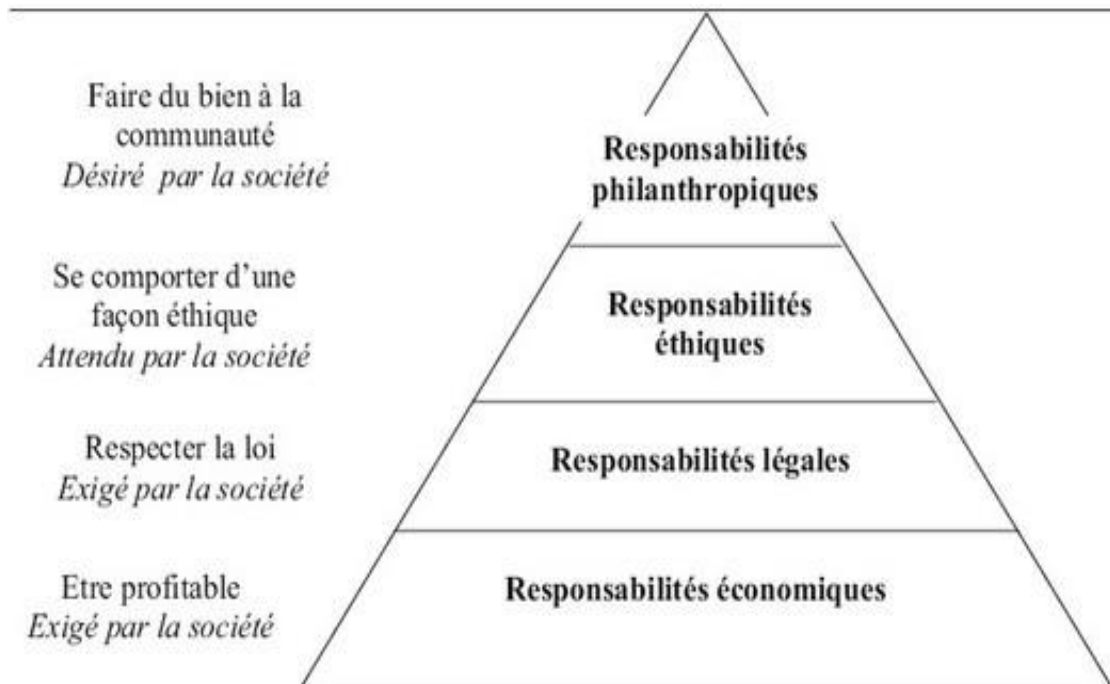 Faire du bien à la
communauté
Désiré par la société
Responsabilités
philanthropiques
Se comporter d'une
façon éthique
Attendu par la société
Responsabilités
éthiques
Respecter la loi
Exigé par la société
Responsabilités légales
Etre profitable
Exigé par la société
Responsabilités économiques